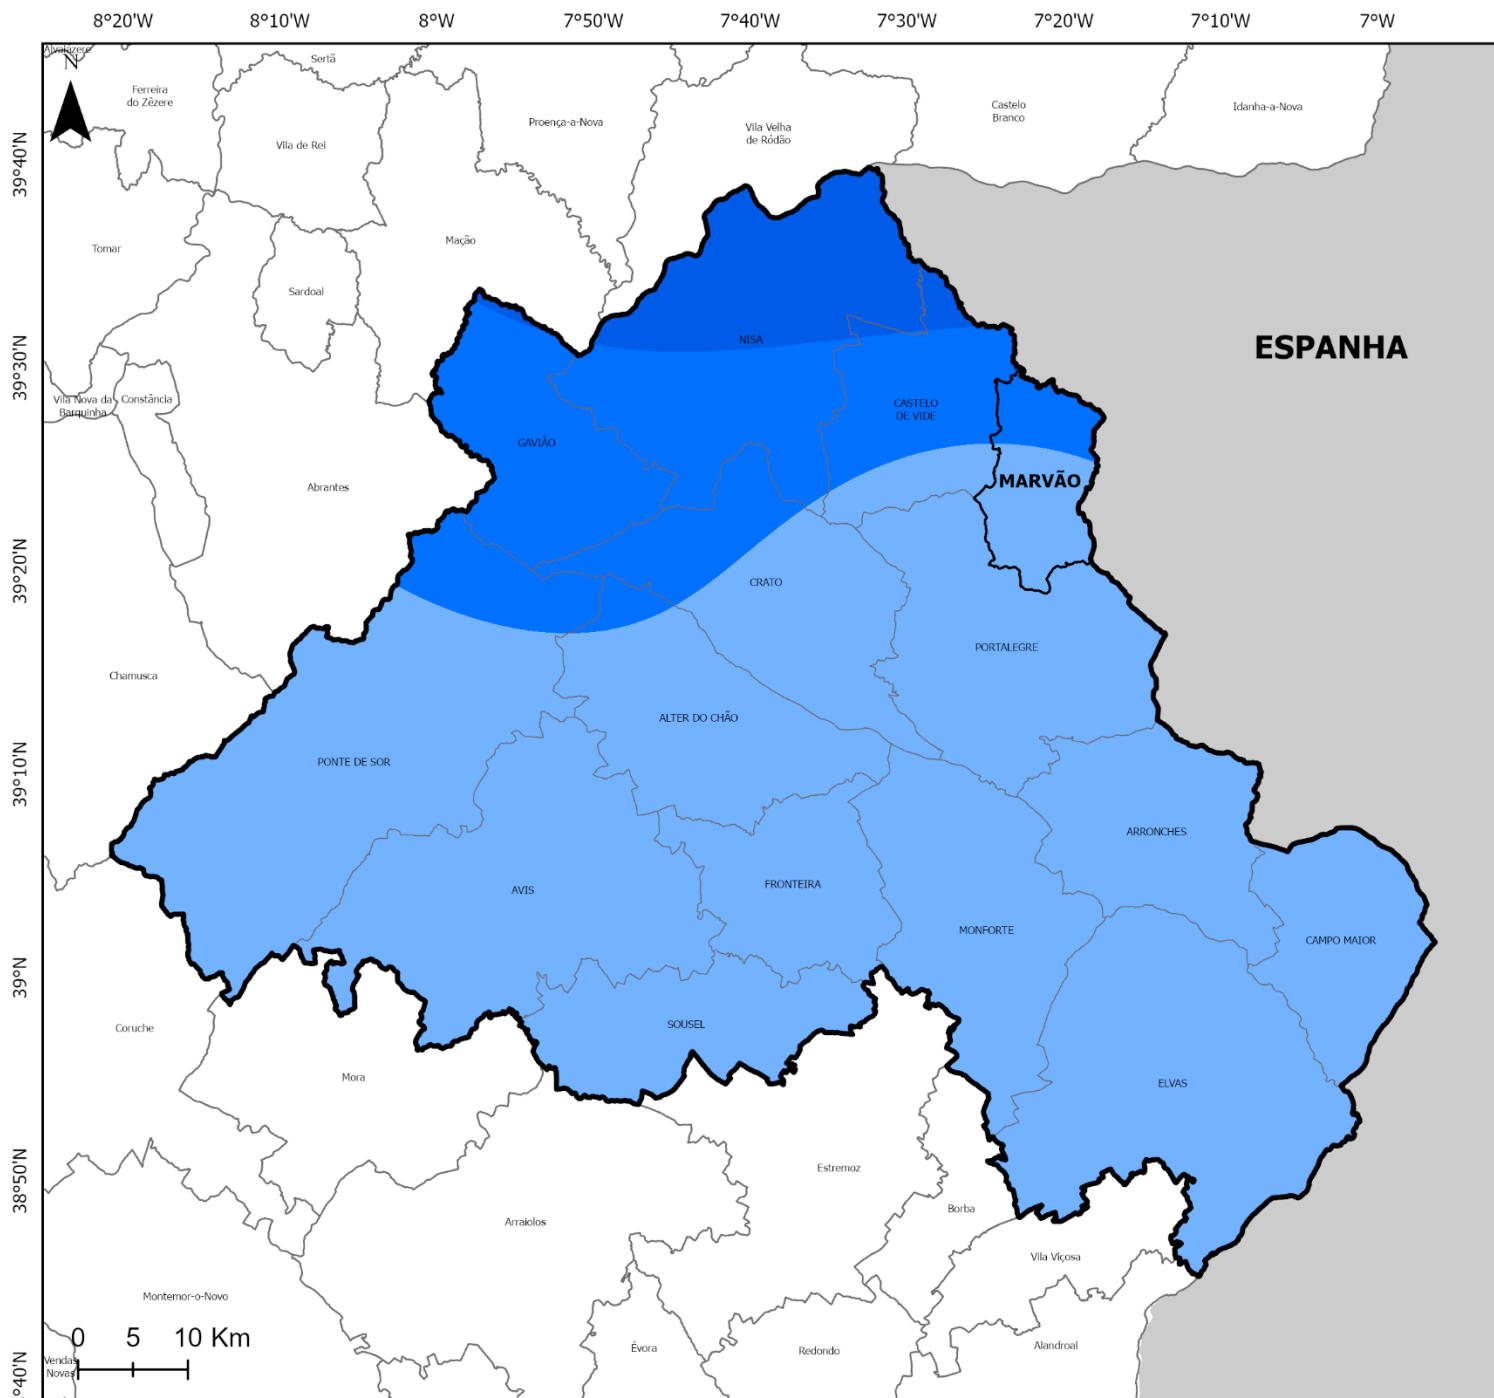 8°20'W 8°10'W 8°0'W 7°50'W 7°40'W 7°30'W 7°20'W 7°10'W 7°0'W
Alvaiázere
N
Sertã
Ferreira
do Zêzere
Castelo
Branco
Idanha-a-Nova
Proença-a-Nova
Vila Velha
de Ródão
Vila de Rei
39°40'N
Mação
Tomar
Sardoal
NISA
ESPANHA
39°30'N
Vila Nova da
Barquinha
Constância
CASTELO
DE VIDE
GAVIÃO
MARVÃO
Abrantes
39°20'N
CRATO
PORTALEGRE
Chamusca
ALTER DO CHÃO
PONTE DE SOR
39°10'N
ARRONCHES
FRONTEIRA
AVIS
MONFORTE
CAMPO MAIOR
39°N
SOUSEL
Coruche
Mora
ELVAS
Estremoz
38°50'N
Borba
Arraiolos
Vila Viçosa
Montemor-o-Novo
0 5 10 Km
Alandroal
Évora
Redondo
Vendas
Novas